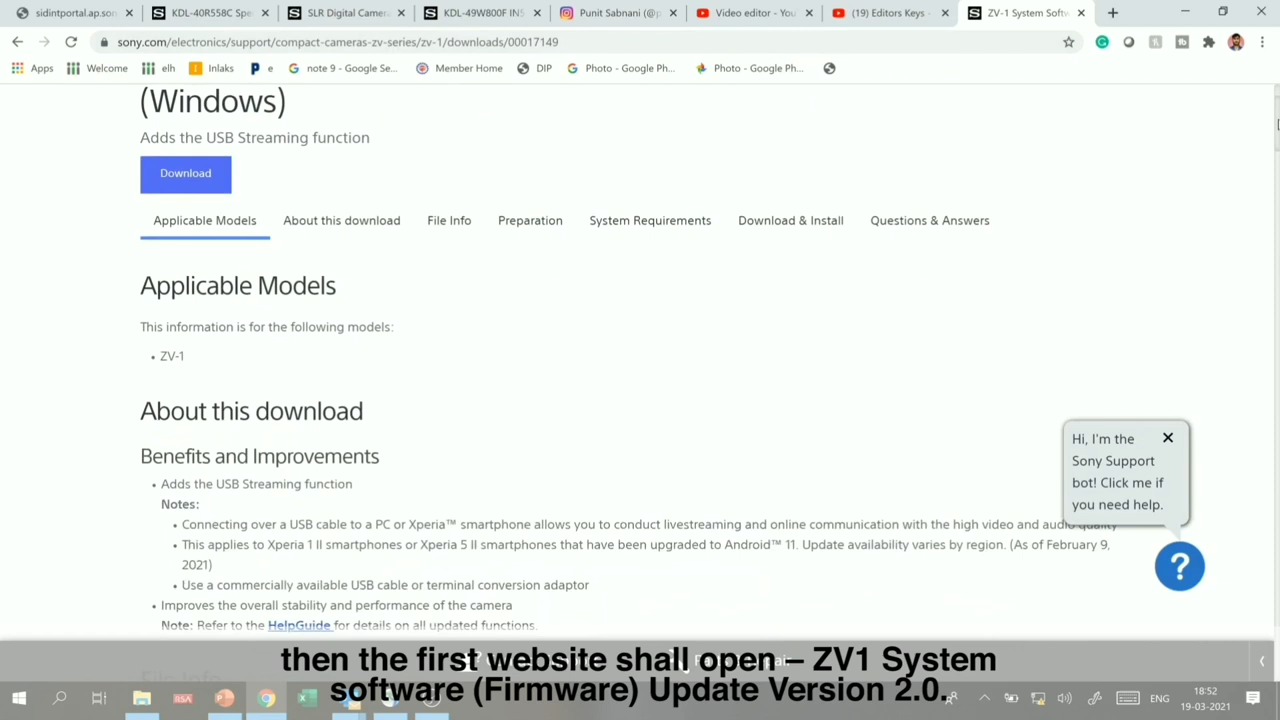 sidintportal.ap.son
KDL-40R558C Spe
SLR Digital Camera
KDL-49W800F IN5
Punit Sabnani (@p
Video editor - You
(19) Editors Keys -
ZV-1 System Softw
sony.com/electronics/support/compact-cameras-zv-series/zv-1/downloads/00017149
Apps
Welcome
elh
Inlaks
e
note 9 - Google Se...
Member Home
DIP
Photo - Google Ph...
Photo - Google Ph...
(Windows)
Adds the USB Streaming function
Download
Applicable Models
About this download
File Info
Preparation
System Requirements
Download & Install
Questions & Answers
Applicable Models
This information is for the following models:
• ZV-1
About this download
Benefits and Improvements
• Adds the USB Streaming function
Notes:
• Connecting over a USB cable to a PC or Xperia™ smartphone allows you to conduct livestreaming and online communication with the high video and audio quality
• This applies to Xperia 1 II smartphones or Xperia 5 II smartphones that have been upgraded to Android™ 11. Update availability varies by region. (As of February 9,
2021)
• Use a commercially available USB cable or terminal conversion adaptor
• Improves the overall stability and performance of the camera
Note: Refer to the HelpGuide for details on all updated functions.
Hi, I'm the
Sony Support
bot! Click me if
you need help.
?
File Info
then the first website shall open – ZV1 System
software (Firmware) Update Version 2.0.
RSA
ENG
18:52
19-03-2021